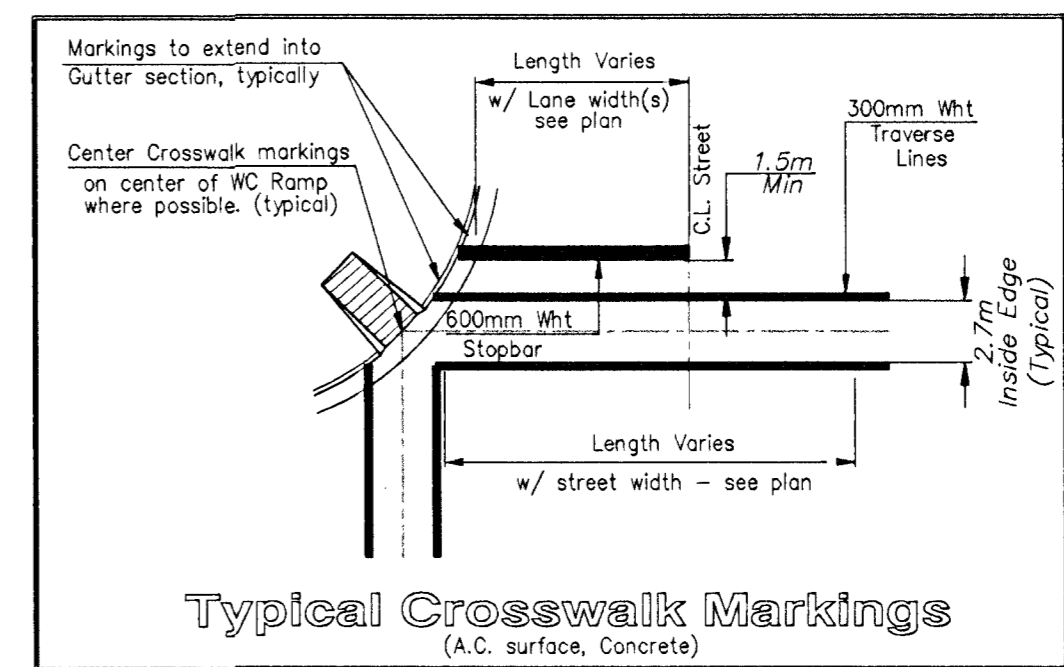 Markings to extend into
Gutter section, typically
Length Varies
w/ Lane width(s)
see plan
300mm Wht
Traverse
Lines
Center Crosswalk markings
on center of WC Ramp
where possible. (typical)
C.L. Street
1.5m
Min
600mm Wht
Stopbar
2.7m
Inside Edge
(Typical)
Length Varies
w/ street width - see plan
Typical Crosswalk Markings
(A.C. surface, Concrete)